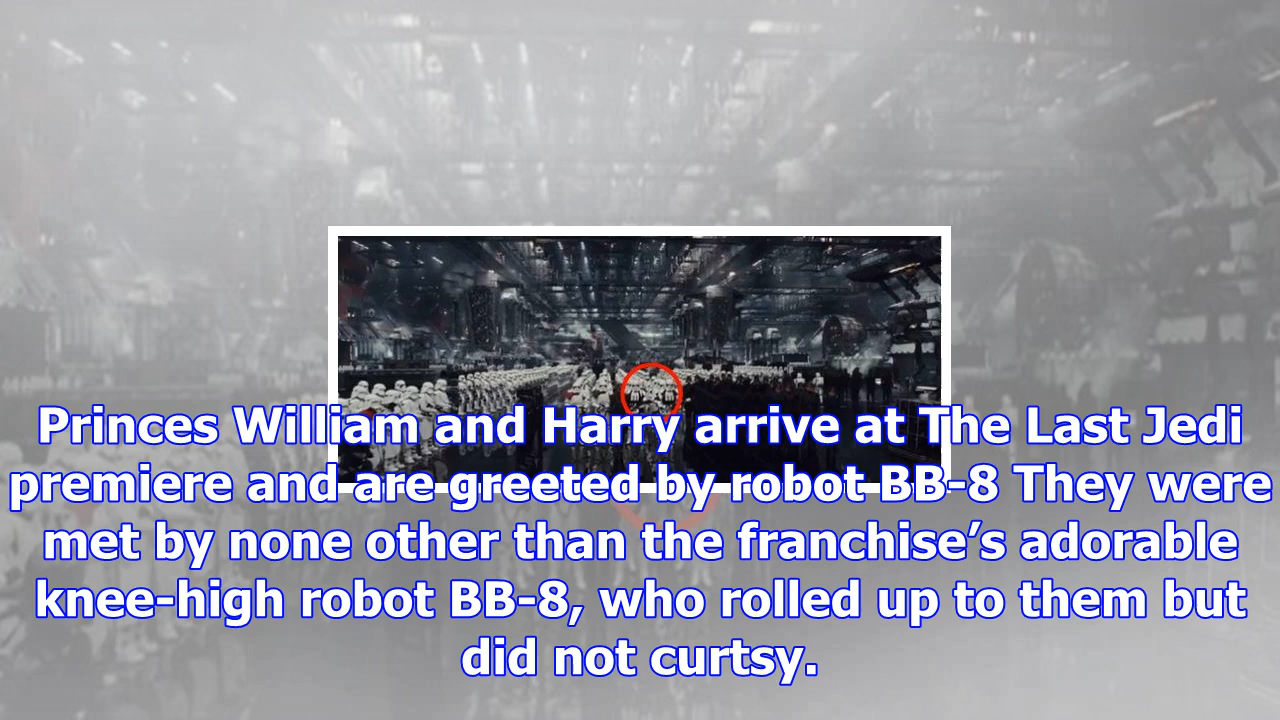 Princes William and Harry arrive at The Last Jedi
premiere and are greeted by robot BB-8 They were
met by none other than the franchise’s adorable
knee-high robot BB-8, who rolled up to them but
did not curtsy.